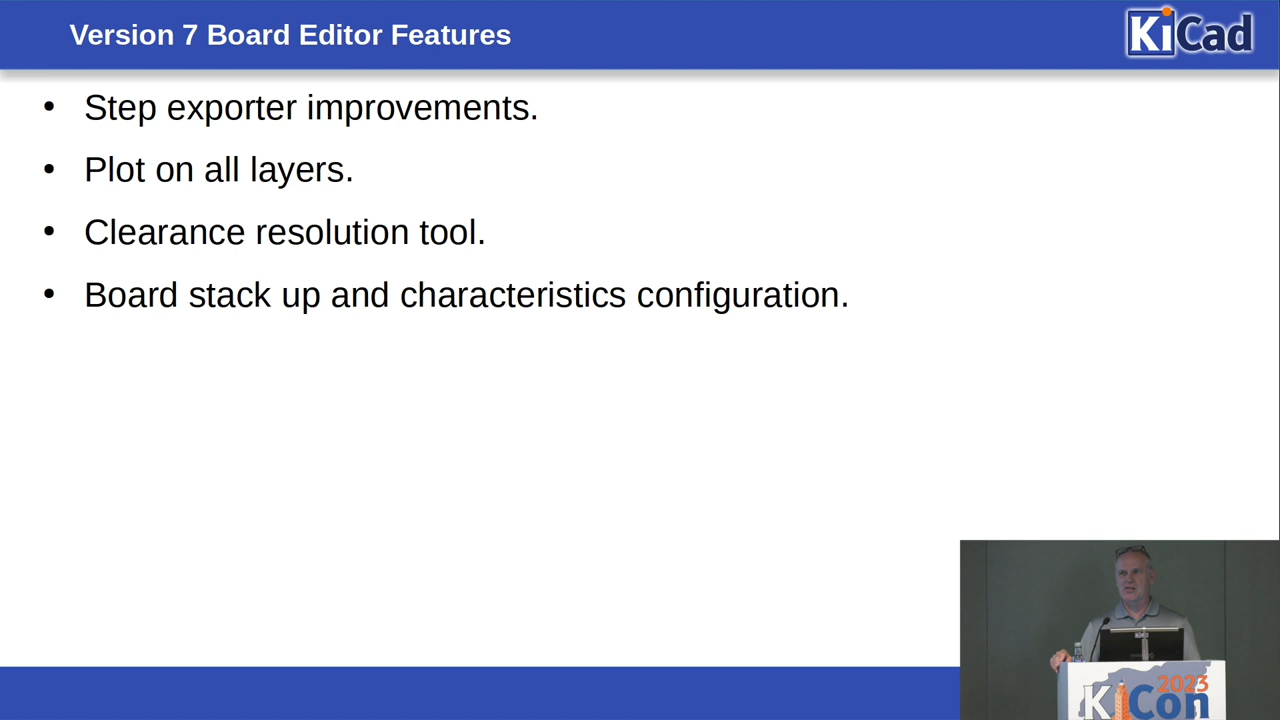 Version 7 Board Editor Features
KiCad
• Step exporter improvements.
• Plot on all layers.
• Clearance resolution tool.
• Board stack up and characteristics configuration.
2023
KiCon